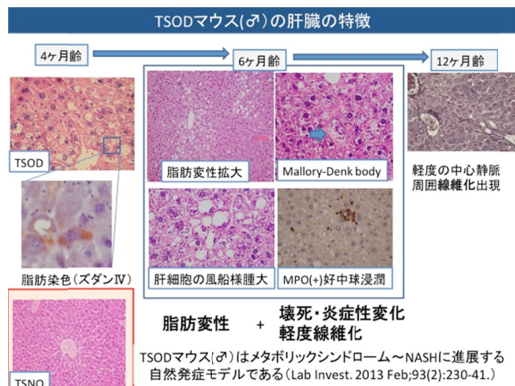 TSODマウス(♂)の肝臓の特徴
4ヶ月齢
6ヶ月齢
12ヶ月齢
TSOD
脂肪変性拡大
Mallory-Denk body
軽度の中心静脈
周囲線維化出現
脂肪染色(ズダンⅣ)
肝細胞の風船様腫大
MPO(+)好中球浸潤
脂肪変性 + 壊死・炎症性変化
軽度線維化
TSNO
TSODマウス(♂)はメタボリックシンドローム～NASHに進展する
自然発症モデルである(Lab Invest. 2013 Feb;93(2):230-41.)